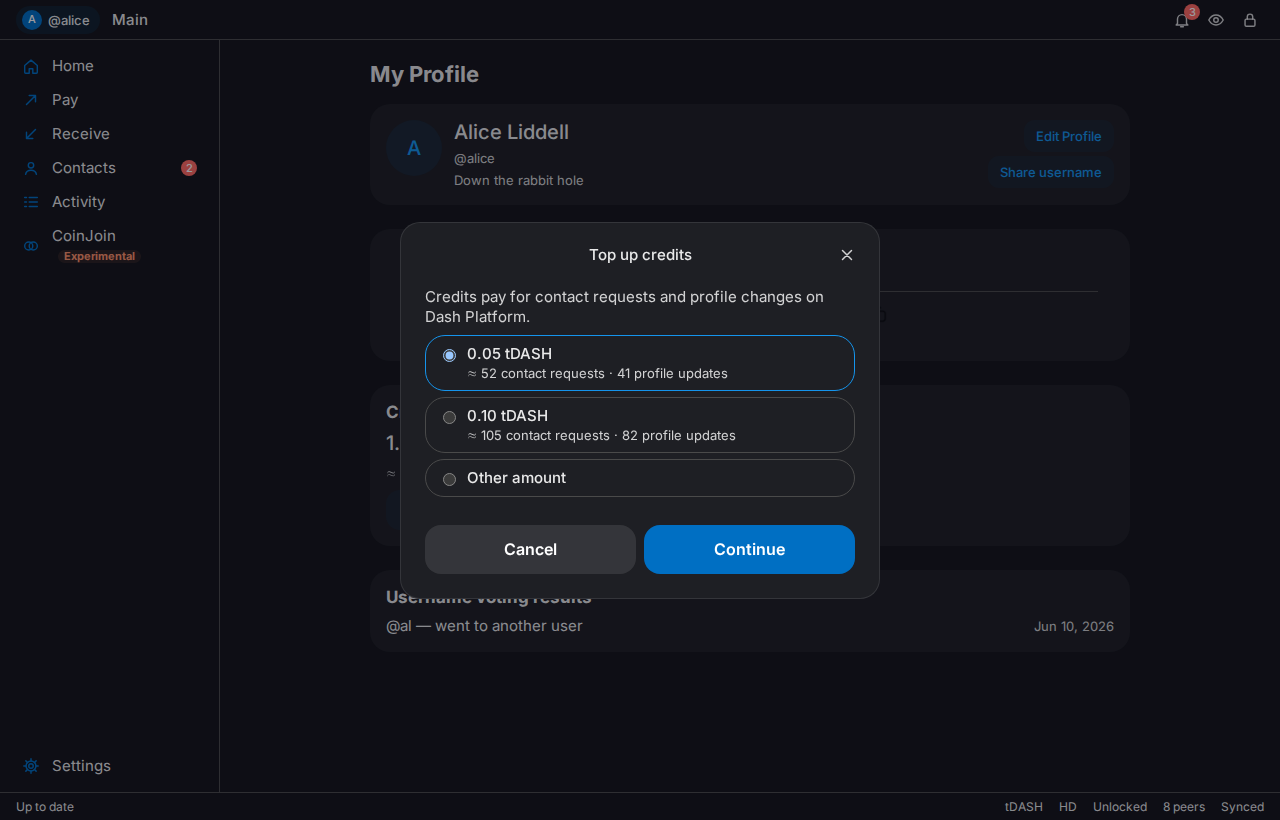 A @alice Main 3
Home
Pay
Receive
Contacts 2
Activity
CoinJoin
Experimental
Settings
My Profile
A
Alice Liddell
@alice
Down the rabbit hole
Edit Profile
Share username
Top up credits
Credits pay for contact requests and profile changes on
Dash Platform.
0.05 tDASH
≈ 52 contact requests · 41 profile updates
0.10 tDASH
≈ 105 contact requests · 82 profile updates
Other amount
Cancel Continue
C
1.
≈
Username voting results
@al — went to another user Jun 10, 2026
Up to date tDASH HD Unlocked 8 peers Synced